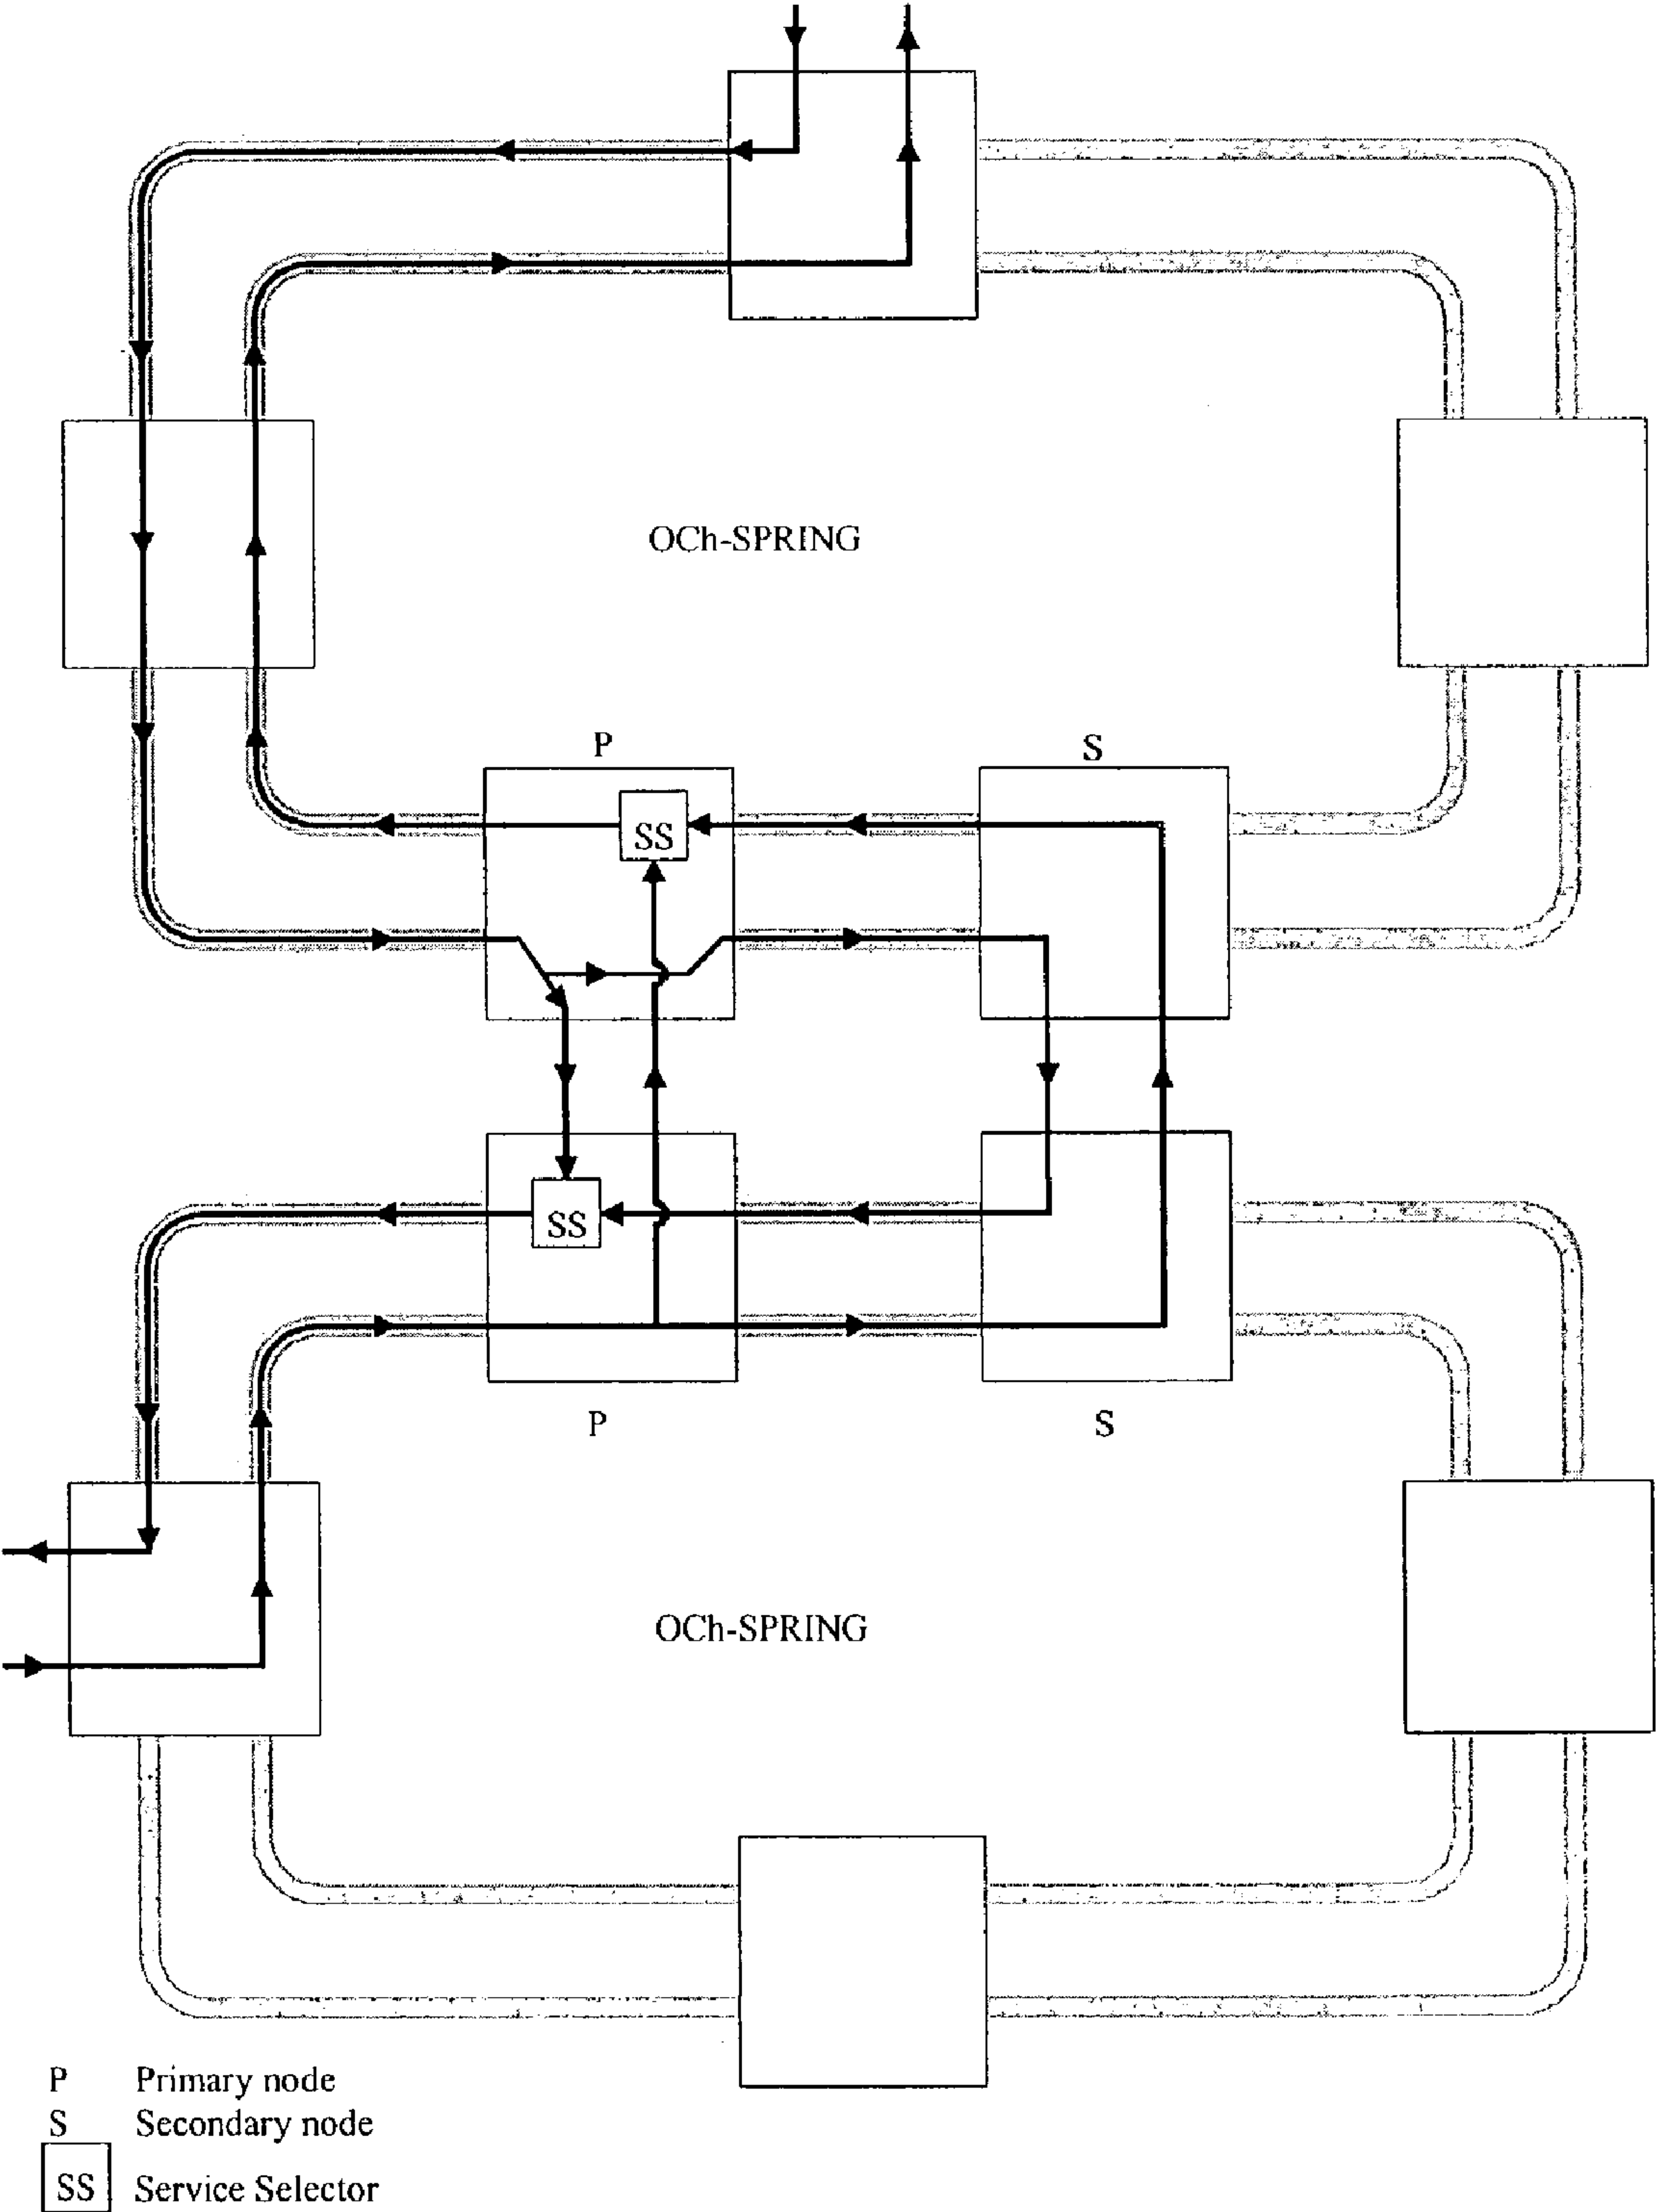 OCh-SPRING
P
S
SS
SS
P
S
OCh-SPRING
P Primary node
S Secondary node
SS Service Selector